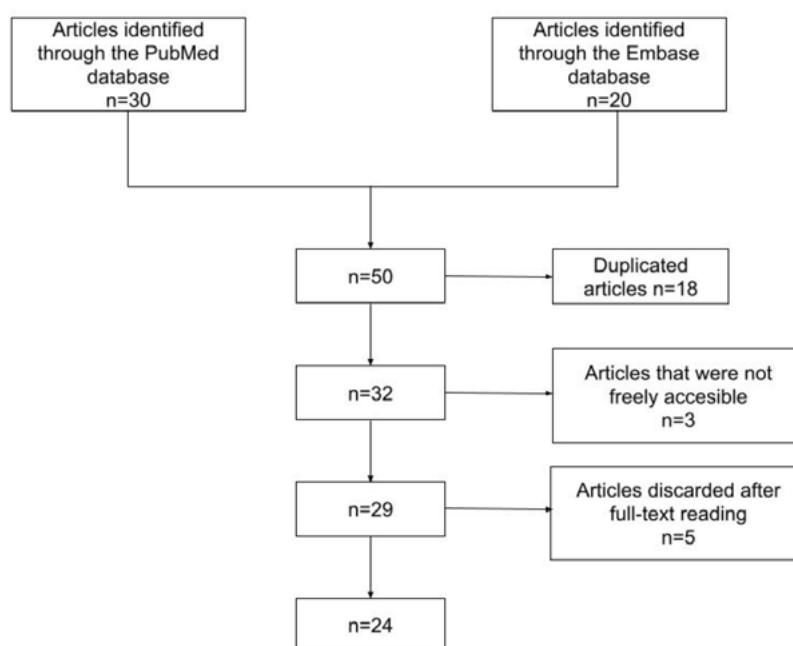 Articles identified
through the PubMed
database
n=30
Articles identified
through the Embase
database
n=20
n=50
Duplicated
articles n=18
n=32
Articles that were not
freely accesible
n=3
n=29
Articles discarded after
full-text reading
n=5
n=24